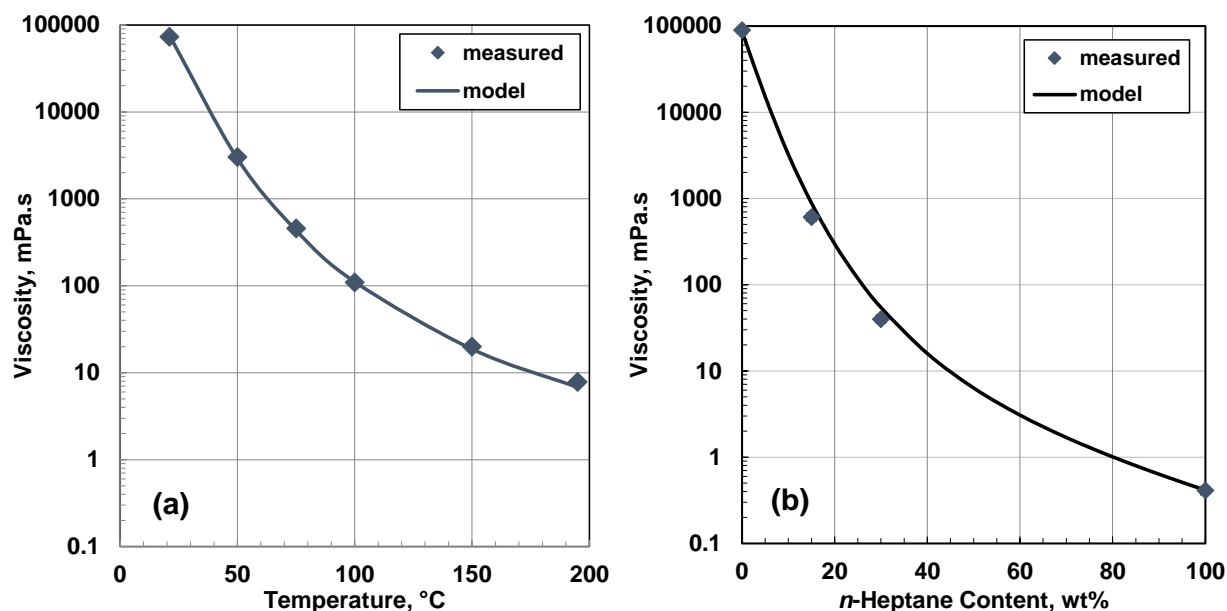 100000
10000
1000
100
10
1
0.1
Viscosity, mPa.s
measured
model
(a)
0 50 100 150 200
Temperature, °C
100000
10000
1000
100
10
1
0.1
Viscosity, mPa.s
measured
model
(b)
0 20 40 60 80 100
n-Heptane Content, wt%